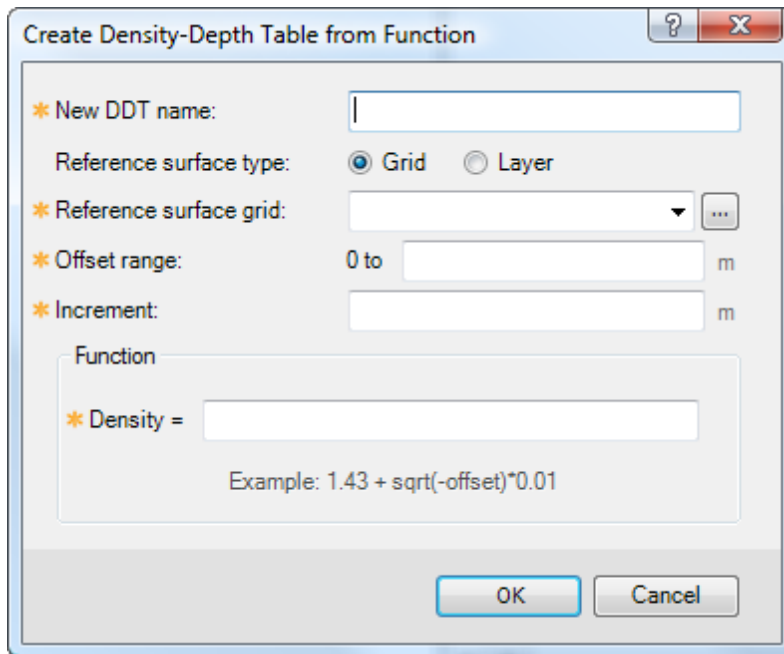 Create Density-Depth Table from Function
* New DDT name:
Reference surface type: Grid Layer
* Reference surface grid: ...
* Offset range: 0 to m
* Increment: m
Function
* Density =
Example: 1.43 + sqrt(-offset)*0.01
OK Cancel